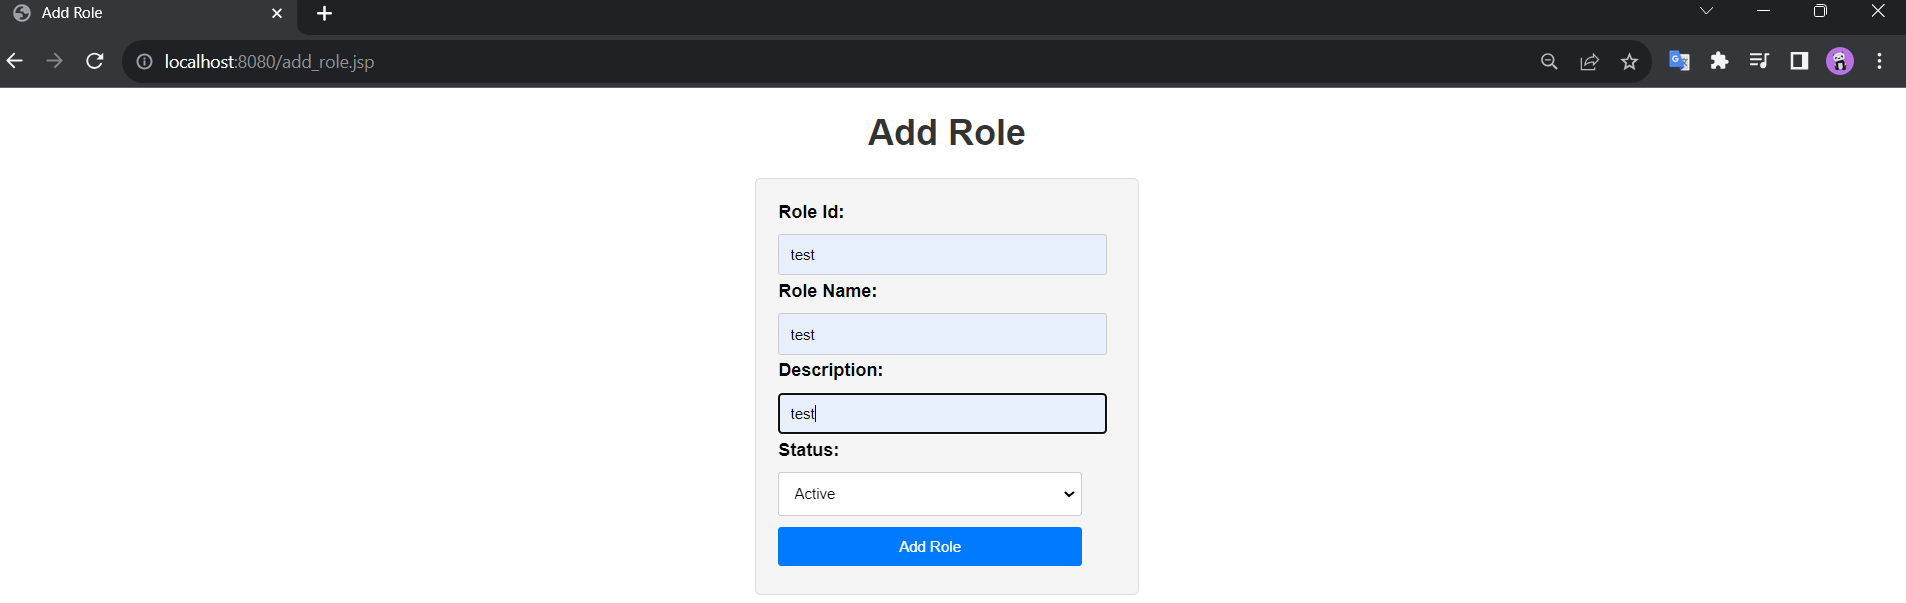 Add Role
localhost:8080/add_role.jsp
Add Role
Role Id:
test
Role Name:
test
Description:
test
Status:
Active
Add Role